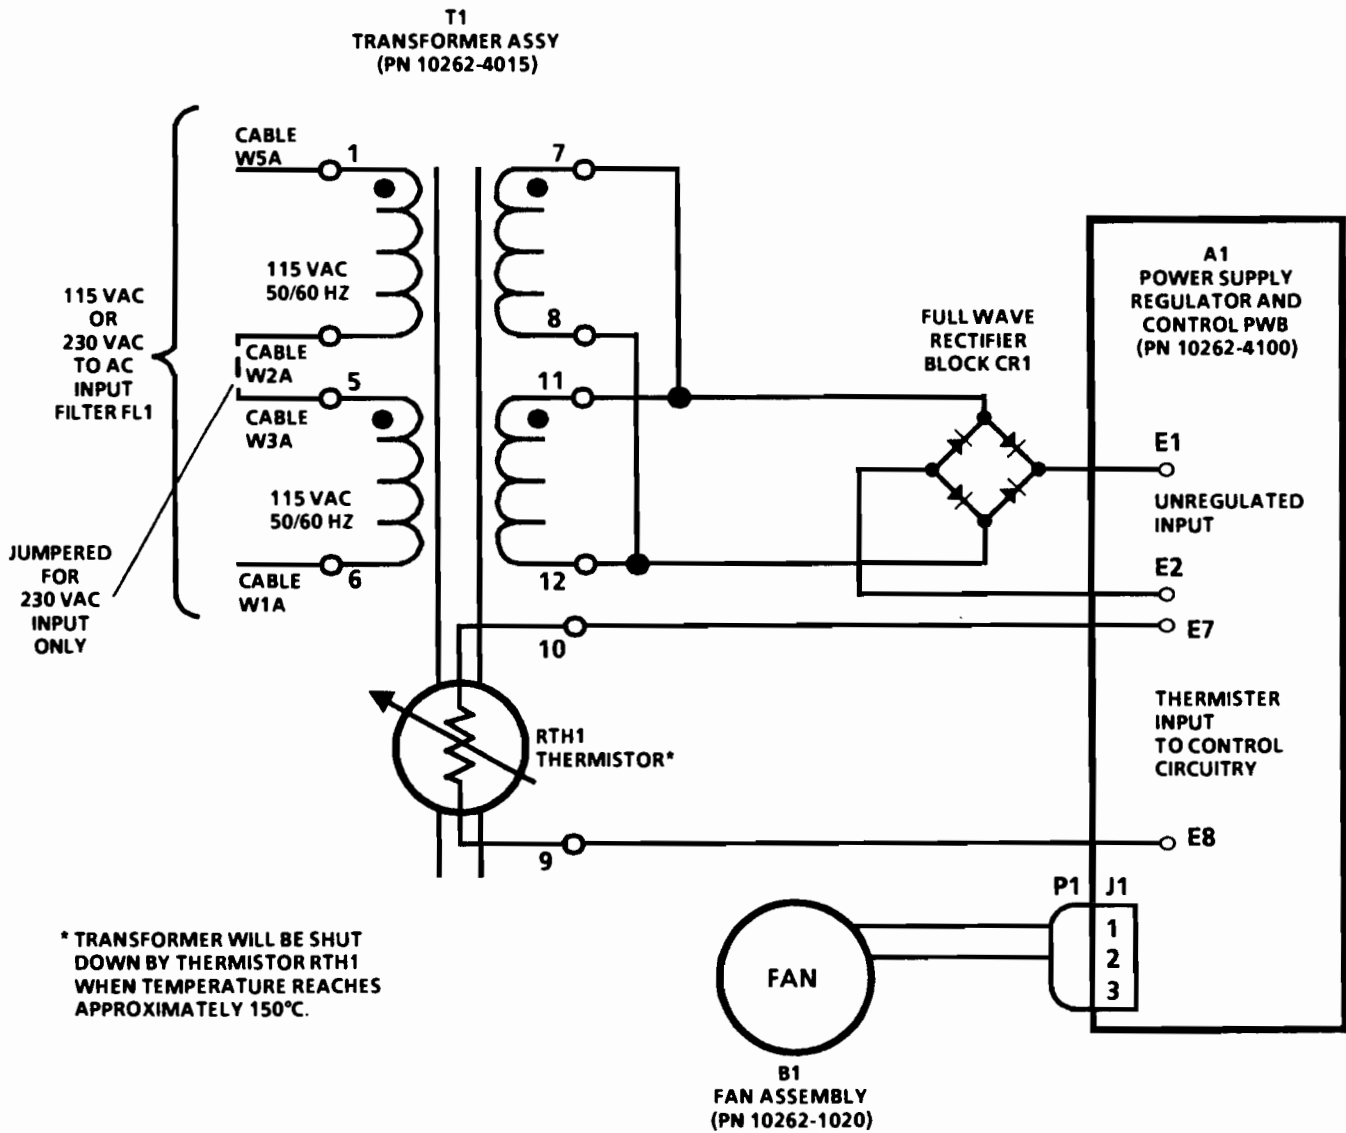 T1
TRANSFORMER ASSY
(PN 10262-4015)
CABLE
W5A
1
7
115 VAC
50/60 HZ
8
CABLE
W2A
5
11
CABLE
W3A
115 VAC
50/60 HZ
CABLE
W1A
6
12
115 VAC
OR
230 VAC
TO AC
INPUT
FILTER FL1
JUMPERED
FOR
230 VAC
INPUT
ONLY
FULL WAVE
RECTIFIER
BLOCK CR1
A1
POWER SUPPLY
REGULATOR AND
CONTROL PWB
(PN 10262-4100)
E1
UNREGULATED
INPUT
E2
10
E7
RTH1
THERMISTOR*
THERMISTER
INPUT
TO CONTROL
CIRCUITRY
9
E8
P1 J1
1
2
3
FAN
B1
FAN ASSEMBLY
(PN 10262-1020)
* TRANSFORMER WILL BE SHUT
DOWN BY THERMISTOR RTH1
WHEN TEMPERATURE REACHES
APPROXIMATELY 150°C.